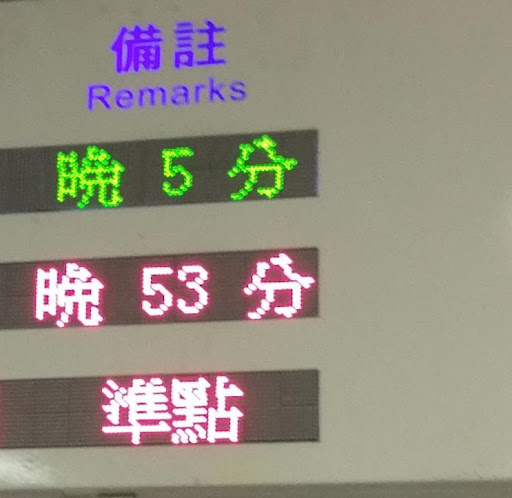 備註
Remarks
晚 5 分
晚 53 分
準點